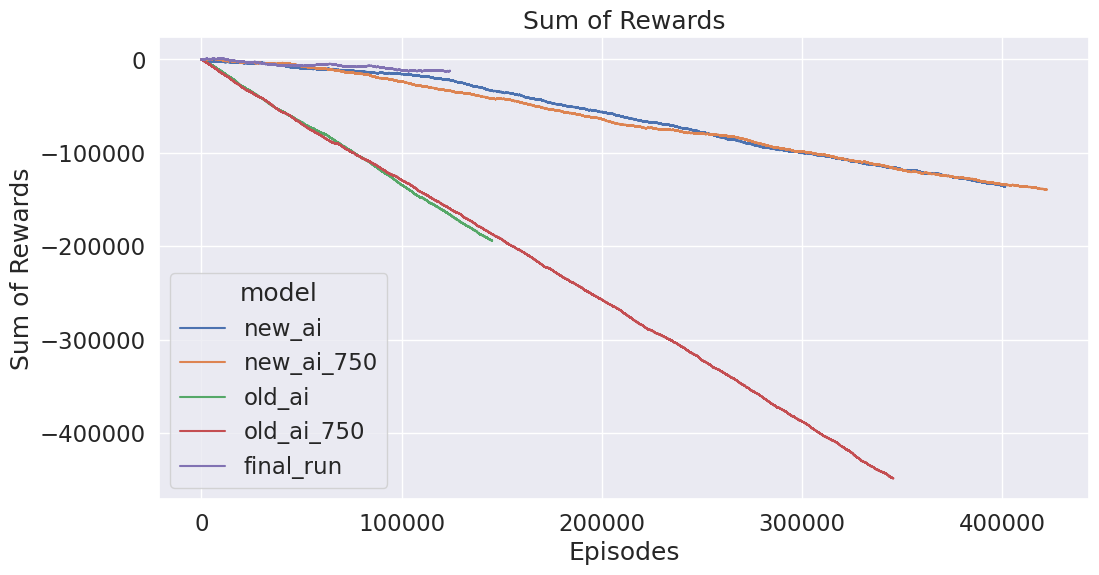 Sum of Rewards
Sum of Rewards
0
−100000
−200000
−300000
−400000
model
new_ai
new_ai_750
old_ai
old_ai_750
final_run
0 100000 200000 300000 400000
Episodes